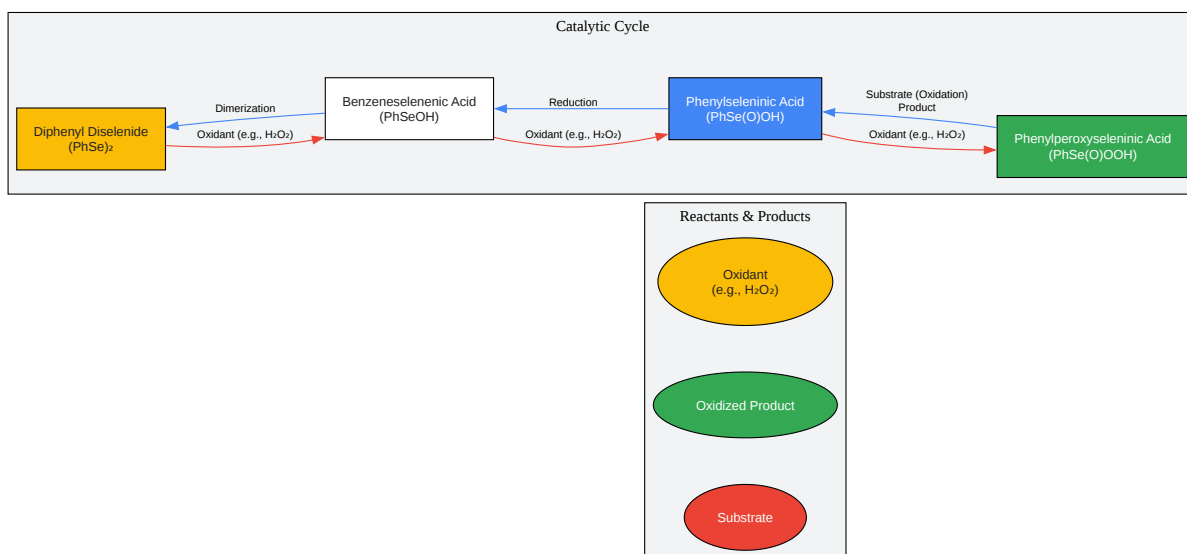 Catalytic Cycle
Diphenyl Diselenide
(PhSe)₂
Dimerization
Oxidant (e.g., H₂O₂)
Benzeneselenenic Acid
(PhSeOH)
Reduction
Oxidant (e.g., H₂O₂)
Phenylseleninic Acid
(PhSe(O)OH)
Substrate (Oxidation)
Product
Oxidant (e.g., H₂O₂)
Phenylperoxyseleninic Acid
(PhSe(O)OOH)
Reactants & Products
Oxidant
(e.g., H₂O₂)
Oxidized Product
Substrate